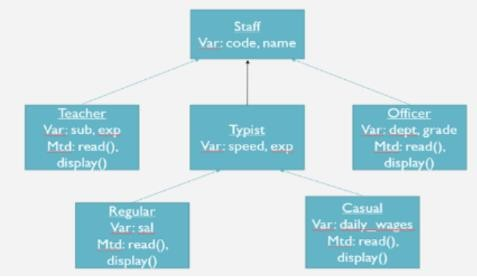 Staff
Var: code, name
Teacher
Var: sub, exp
Mtd: read(),
display()
Typist
Var: speed, exp
Officer
Var: dept, grade
Mtd: read(),
display()
Regular
Var: sal
Mtd: read(),
display()
Casual
Var: daily_wages
Mtd: read(),
display()